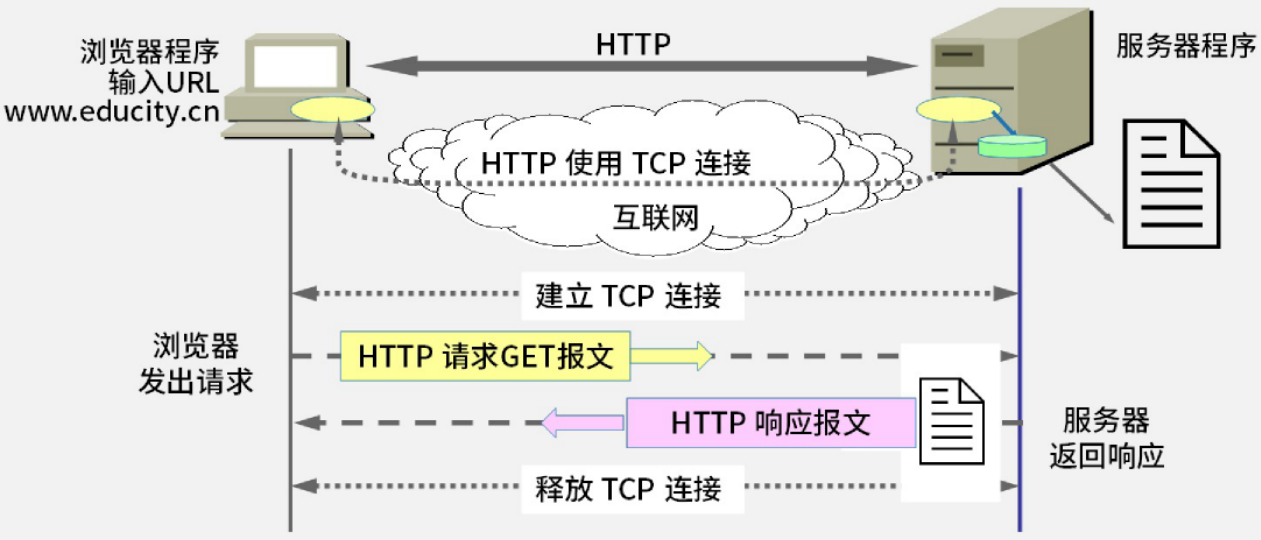 浏览器程序
输入URL
www.educity.cn
HTTP
服务器程序
HTTP 使用 TCP 连接
互联网
建立 TCP 连接
浏览器
发出请求
HTTP 请求GET报文
HTTP 响应报文
服务器
返回响应
释放 TCP 连接